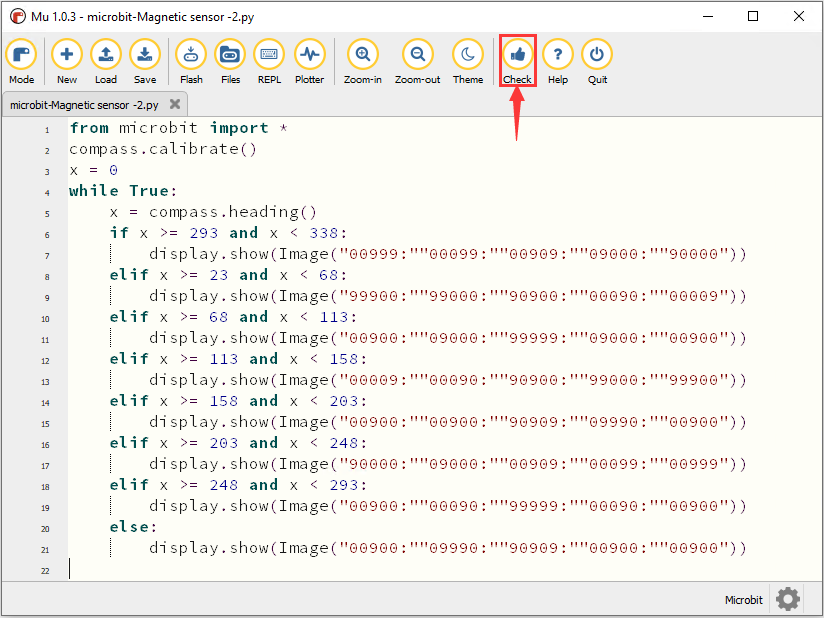 Mu 1.0.3 - microbit-Magnetic sensor -2.py
Mode New Load Save Flash Files REPL Plotter Zoom-in Zoom-out Theme Check Help Quit
microbit-Magnetic sensor -2.py
1 from microbit import *
2 compass.calibrate()
3 x = 0
4 while True:
5     x = compass.heading()
6     if x >= 293 and x < 338:
7         display.show(Image("00999:""00099:""00909:""09000:""90000"))
8     elif x >= 23 and x < 68:
9         display.show(Image("99900:""99000:""90900:""00090:""00009"))
10     elif x >= 68 and x < 113:
11         display.show(Image("00900:""09000:""99999:""09000:""00900"))
12     elif x >= 113 and x < 158:
13         display.show(Image("00009:""00090:""90900:""99000:""99900"))
14     elif x >= 158 and x < 203:
15         display.show(Image("00900:""00900:""90909:""09990:""00900"))
16     elif x >= 203 and x < 248:
17         display.show(Image("90000:""09000:""00909:""00099:""00999"))
18     elif x >= 248 and x < 293:
19         display.show(Image("00900:""00090:""99999:""00090:""00900"))
20     else:
21         display.show(Image("00900:""09990:""90909:""00900:""00900"))
22
Microbit